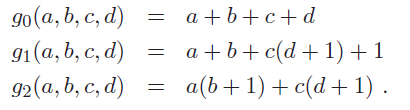 g₀(a, b, c, d) = a + b + c + d
g₁(a, b, c, d) = a + b + c(d + 1) + 1
g₂(a, b, c, d) = a(b + 1) + c(d + 1) .